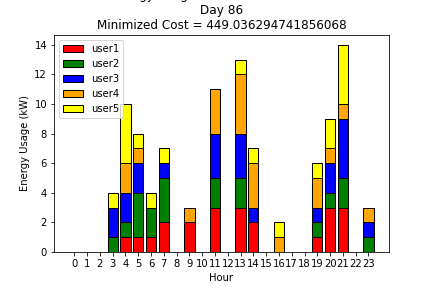 Day 86
Minimized Cost = 449.036294741856068
user1
user2
user3
user4
user5
Energy Usage (kW)
14
12
10
8
6
4
2
0
0 1 2 3 4 5 6 7 8 9 10 11 12 13 14 15 16 17 18 19 20 21 22 23
Hour